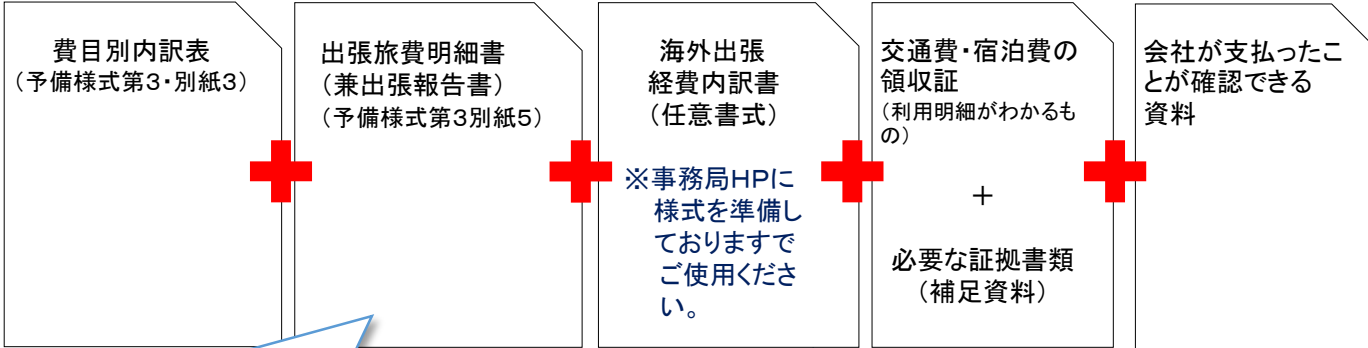 費目別内訳表
（予備様式第3・別紙3）
出張旅費明細書
（兼出張報告書）
（予備様式第3別紙5）
海外出張
経費内訳書
（任意書式）
※事務局HPに
様式を準備し
ておりますで
ご使用くださ
い。
交通費・宿泊費の
領収証
（利用明細がわかるも
の）
＋
必要な証拠書類
（補足資料）
会社が支払ったこ
とが確認できる
資料